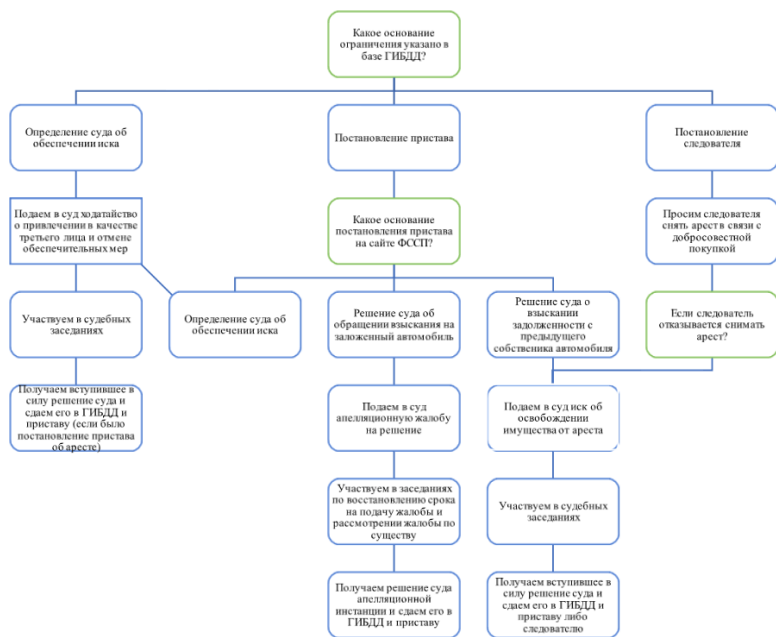 Какое основание
ограничения указано в
базе ГИБДД?
Определение суда об
обеспечении иска
Постановление пристава
Постановление
следователя
Подаем в суд ходатайство
о привлечении в качестве
третьего лица и отмене
обеспечительных мер
Какое основание
постановления пристава
на сайте ФССП?
Просим следователя
снять арест в связи с
добросовестной
покупкой
Участвуем в судебных
заседаниях
Определение суда об
обеспечении иска
Решение суда об
обращении взыскания на
заложенный автомобиль
Решение суда о
взыскании
задолженности с
предыдущего
собственика автомобиля
Если следователь
отказывается снимать
арест?
Получаем вступившее в
силу решение суда и
сдаем его в ГИБДД и
приставу (если было
постановление пристава
об аресте)
Подаем в суд
апелляционную жалобу
на решение
Подаем в суд иск об
освобождении
имущества от ареста
Участвуем в заседаниях
по восстановлению срока
на подачу жалобы и
рассмотрении жалобы по
существу
Участвуем в судебных
заседаниях
Получаем решение суда
апелляционной
инстанции и сдаем его в
ГИБДД и приставу
Получаем вступившее в
силу решение суда и
сдаем его в ГИБДД и
приставу либо
следователю